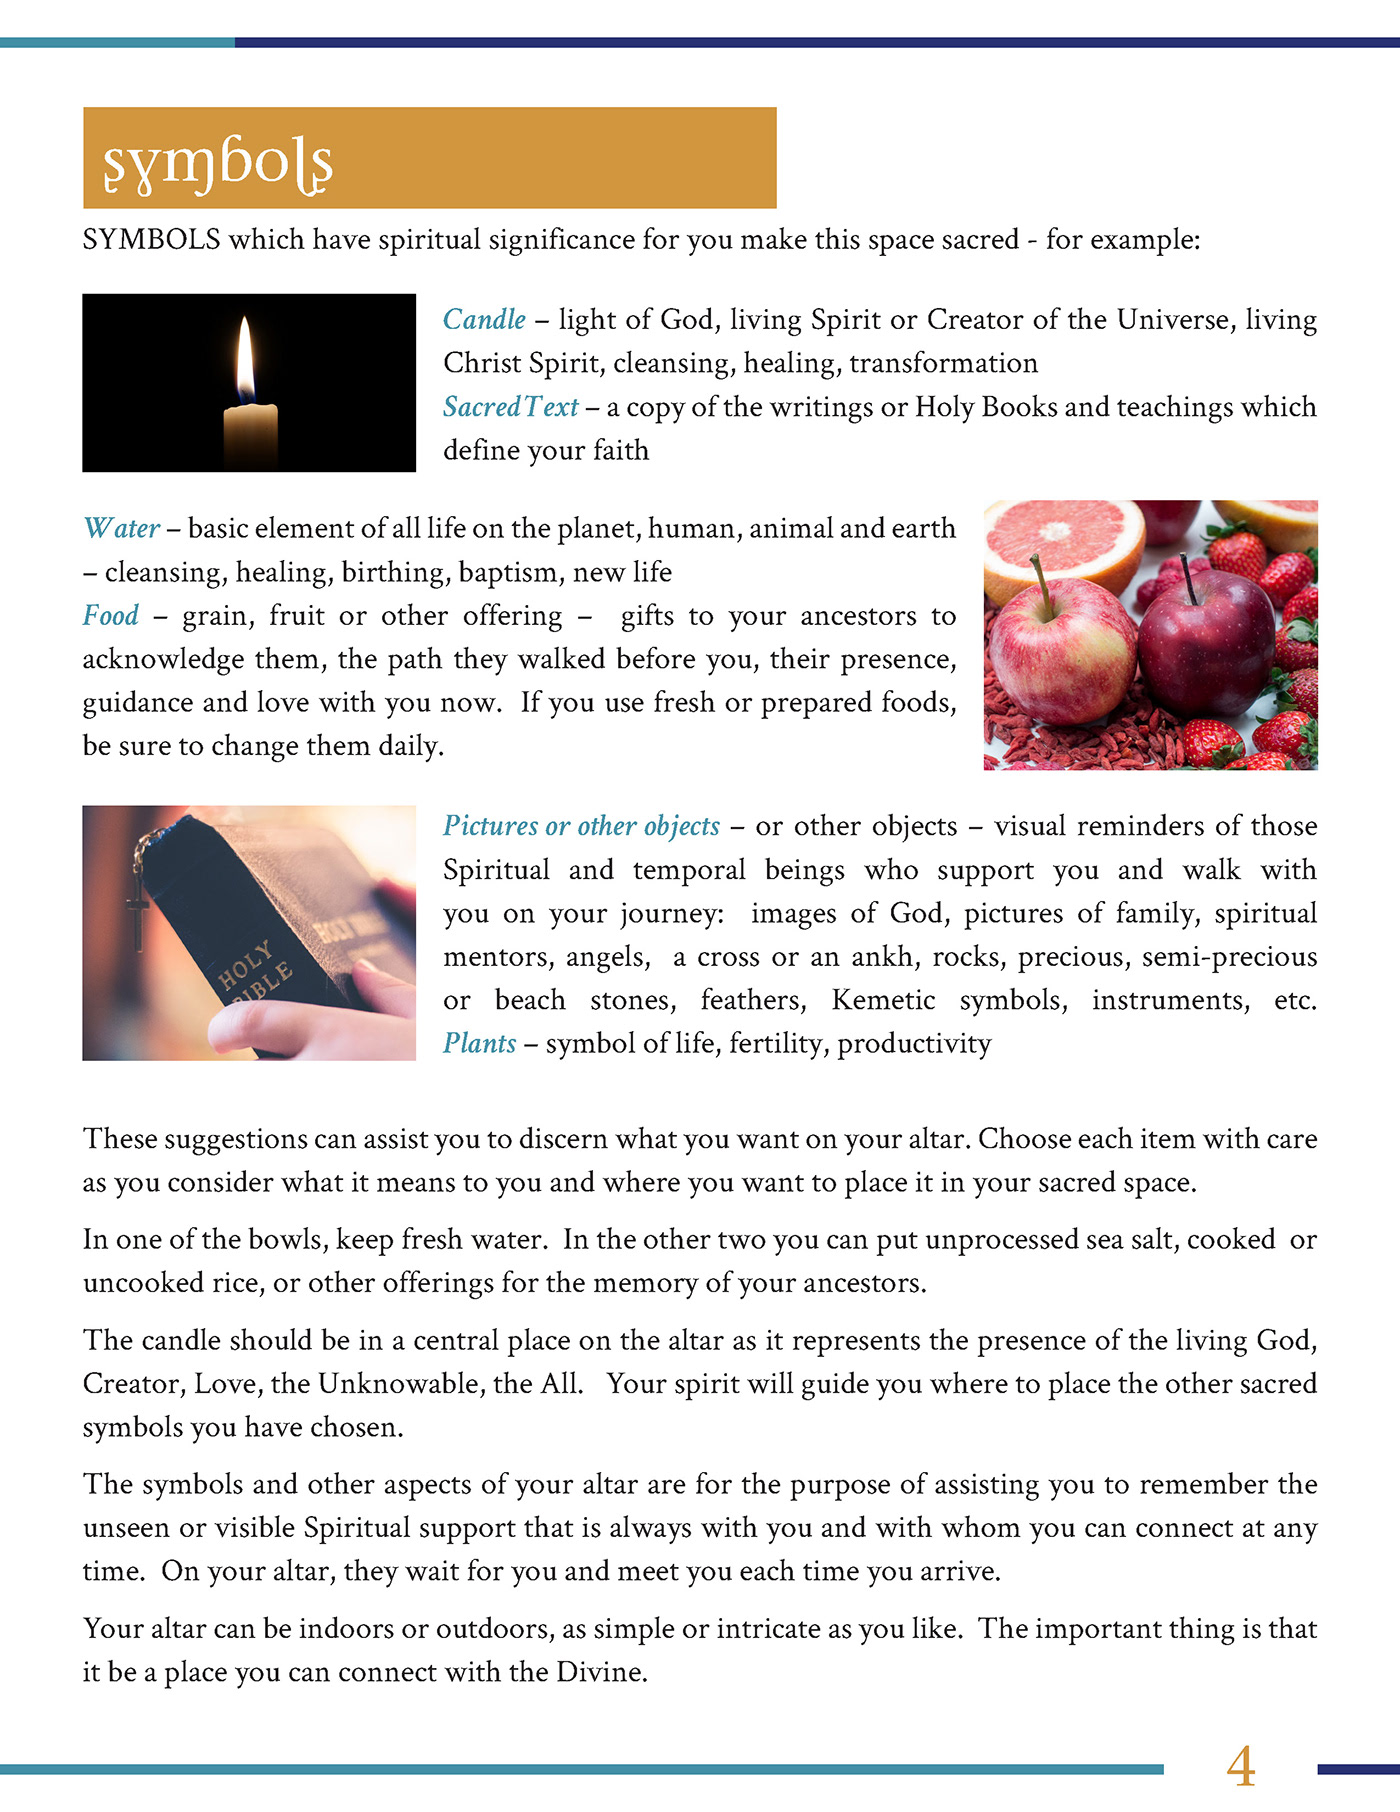 symbols
SYMBOLS which have spiritual significance for you make this space sacred - for example:
Candle – light of God, living Spirit or Creator of the Universe, living
Christ Spirit, cleansing, healing, transformation
Sacred Text – a copy of the writings or Holy Books and teachings which
define your faith
Water – basic element of all life on the planet, human, animal and earth
– cleansing, healing, birthing, baptism, new life
Food – grain, fruit or other offering –  gifts to your ancestors to
acknowledge them, the path they walked before you, their presence,
guidance and love with you now.  If you use fresh or prepared foods,
be sure to change them daily.
HOLY
BIBLE
Pictures or other objects – or other objects – visual reminders of those
Spiritual and temporal beings who support you and walk with
you on your journey:  images of God, pictures of family, spiritual
mentors, angels,  a cross or an ankh, rocks, precious, semi-precious
or beach stones, feathers, Kemetic symbols, instruments, etc.
Plants – symbol of life, fertility, productivity
These suggestions can assist you to discern what you want on your altar. Choose each item with care
as you consider what it means to you and where you want to place it in your sacred space.
In one of the bowls, keep fresh water.  In the other two you can put unprocessed sea salt, cooked  or
uncooked rice, or other offerings for the memory of your ancestors.
The candle should be in a central place on the altar as it represents the presence of the living God,
Creator, Love, the Unknowable, the All.   Your spirit will guide you where to place the other sacred
symbols you have chosen.
The symbols and other aspects of your altar are for the purpose of assisting you to remember the
unseen or visible Spiritual support that is always with you and with whom you can connect at any
time.  On your altar, they wait for you and meet you each time you arrive.
Your altar can be indoors or outdoors, as simple or intricate as you like.  The important thing is that
it be a place you can connect with the Divine.
4